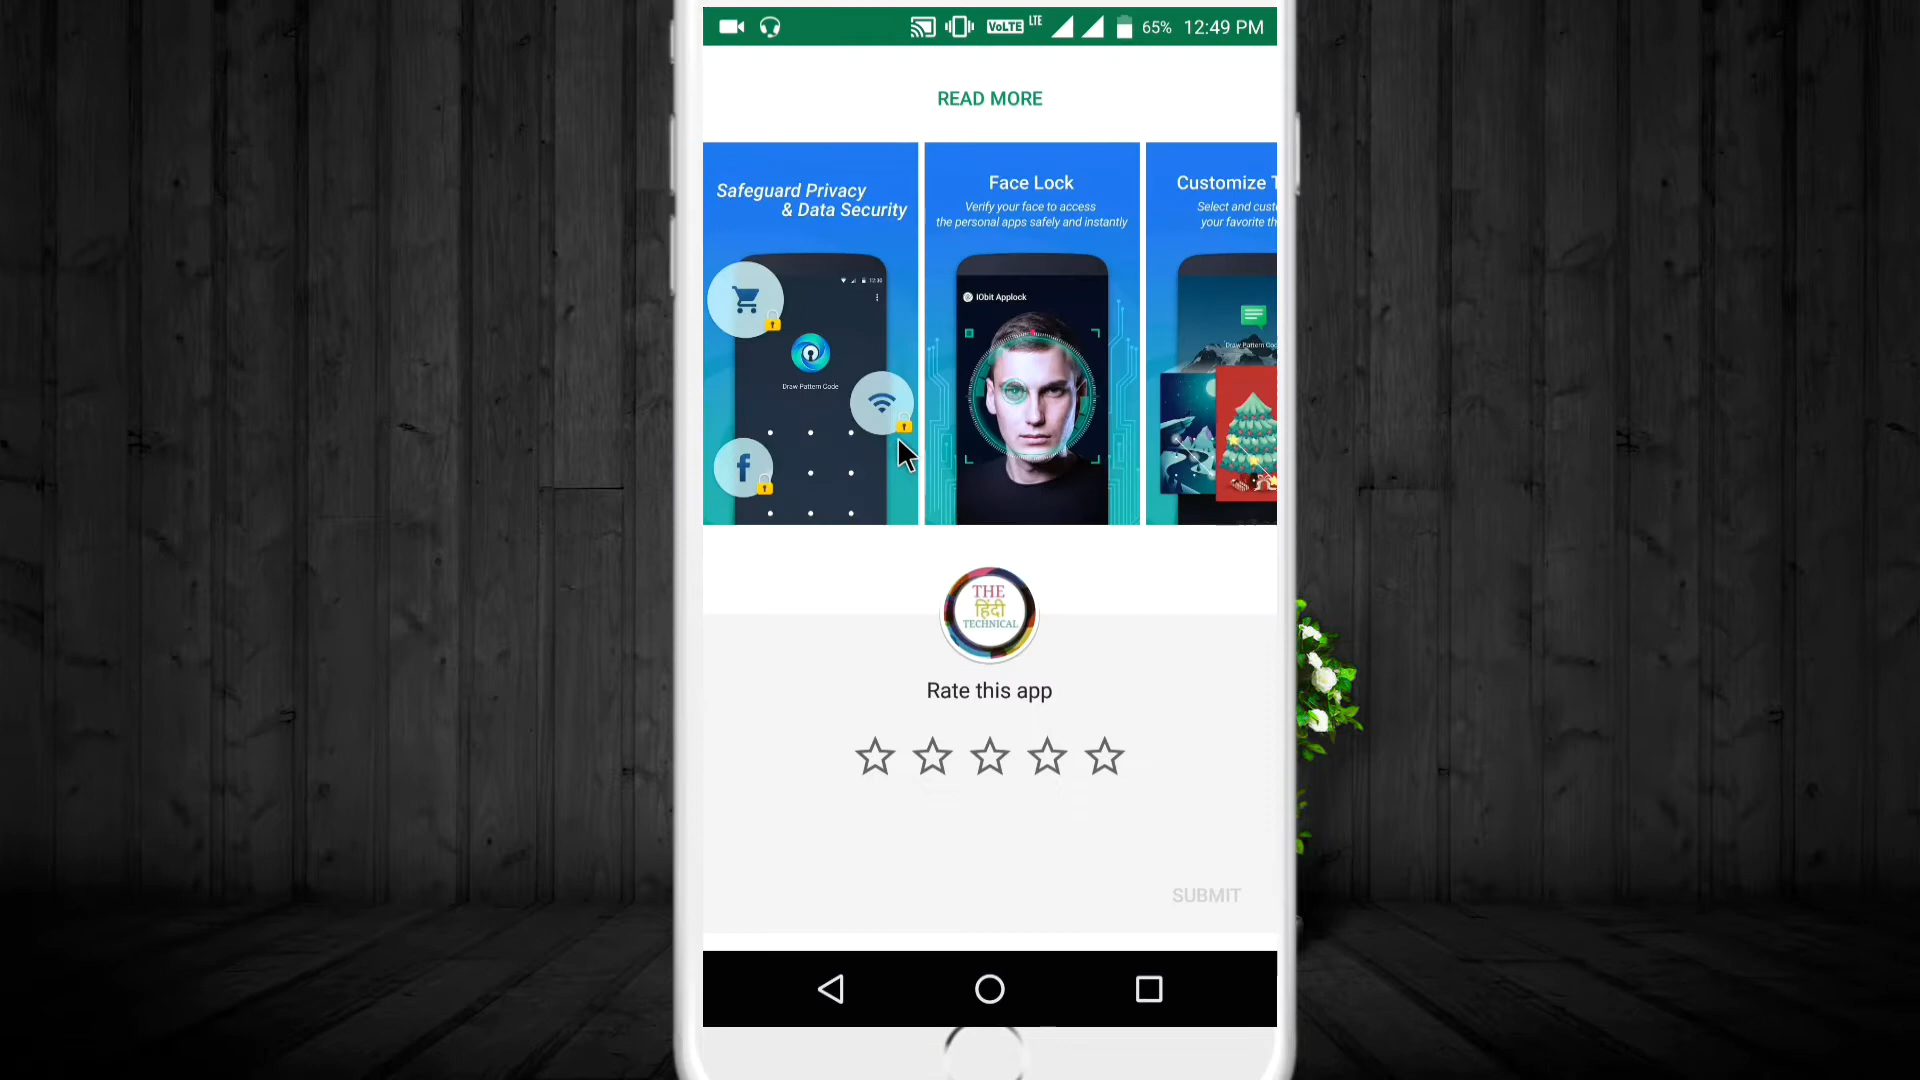 VoLTE LTE 65% 12:49 PM
READ MORE
Safeguard Privacy
& Data Security
12:30
Draw Pattern Code
f
Face Lock
Verify your face to access
the personal apps safely and instantly
IObit Applock
Customize T
Select and cust
your favorite th
Draw Pattern Cod
THE
हिंदी
TECHNICAL
Rate this app
SUBMIT